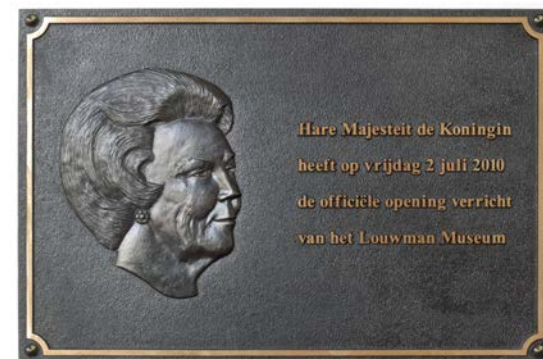 Hare Majesteit de Koningin
heeft op vrijdag 2 juli 2010
de officiële opening verricht
van het Louwman Museum